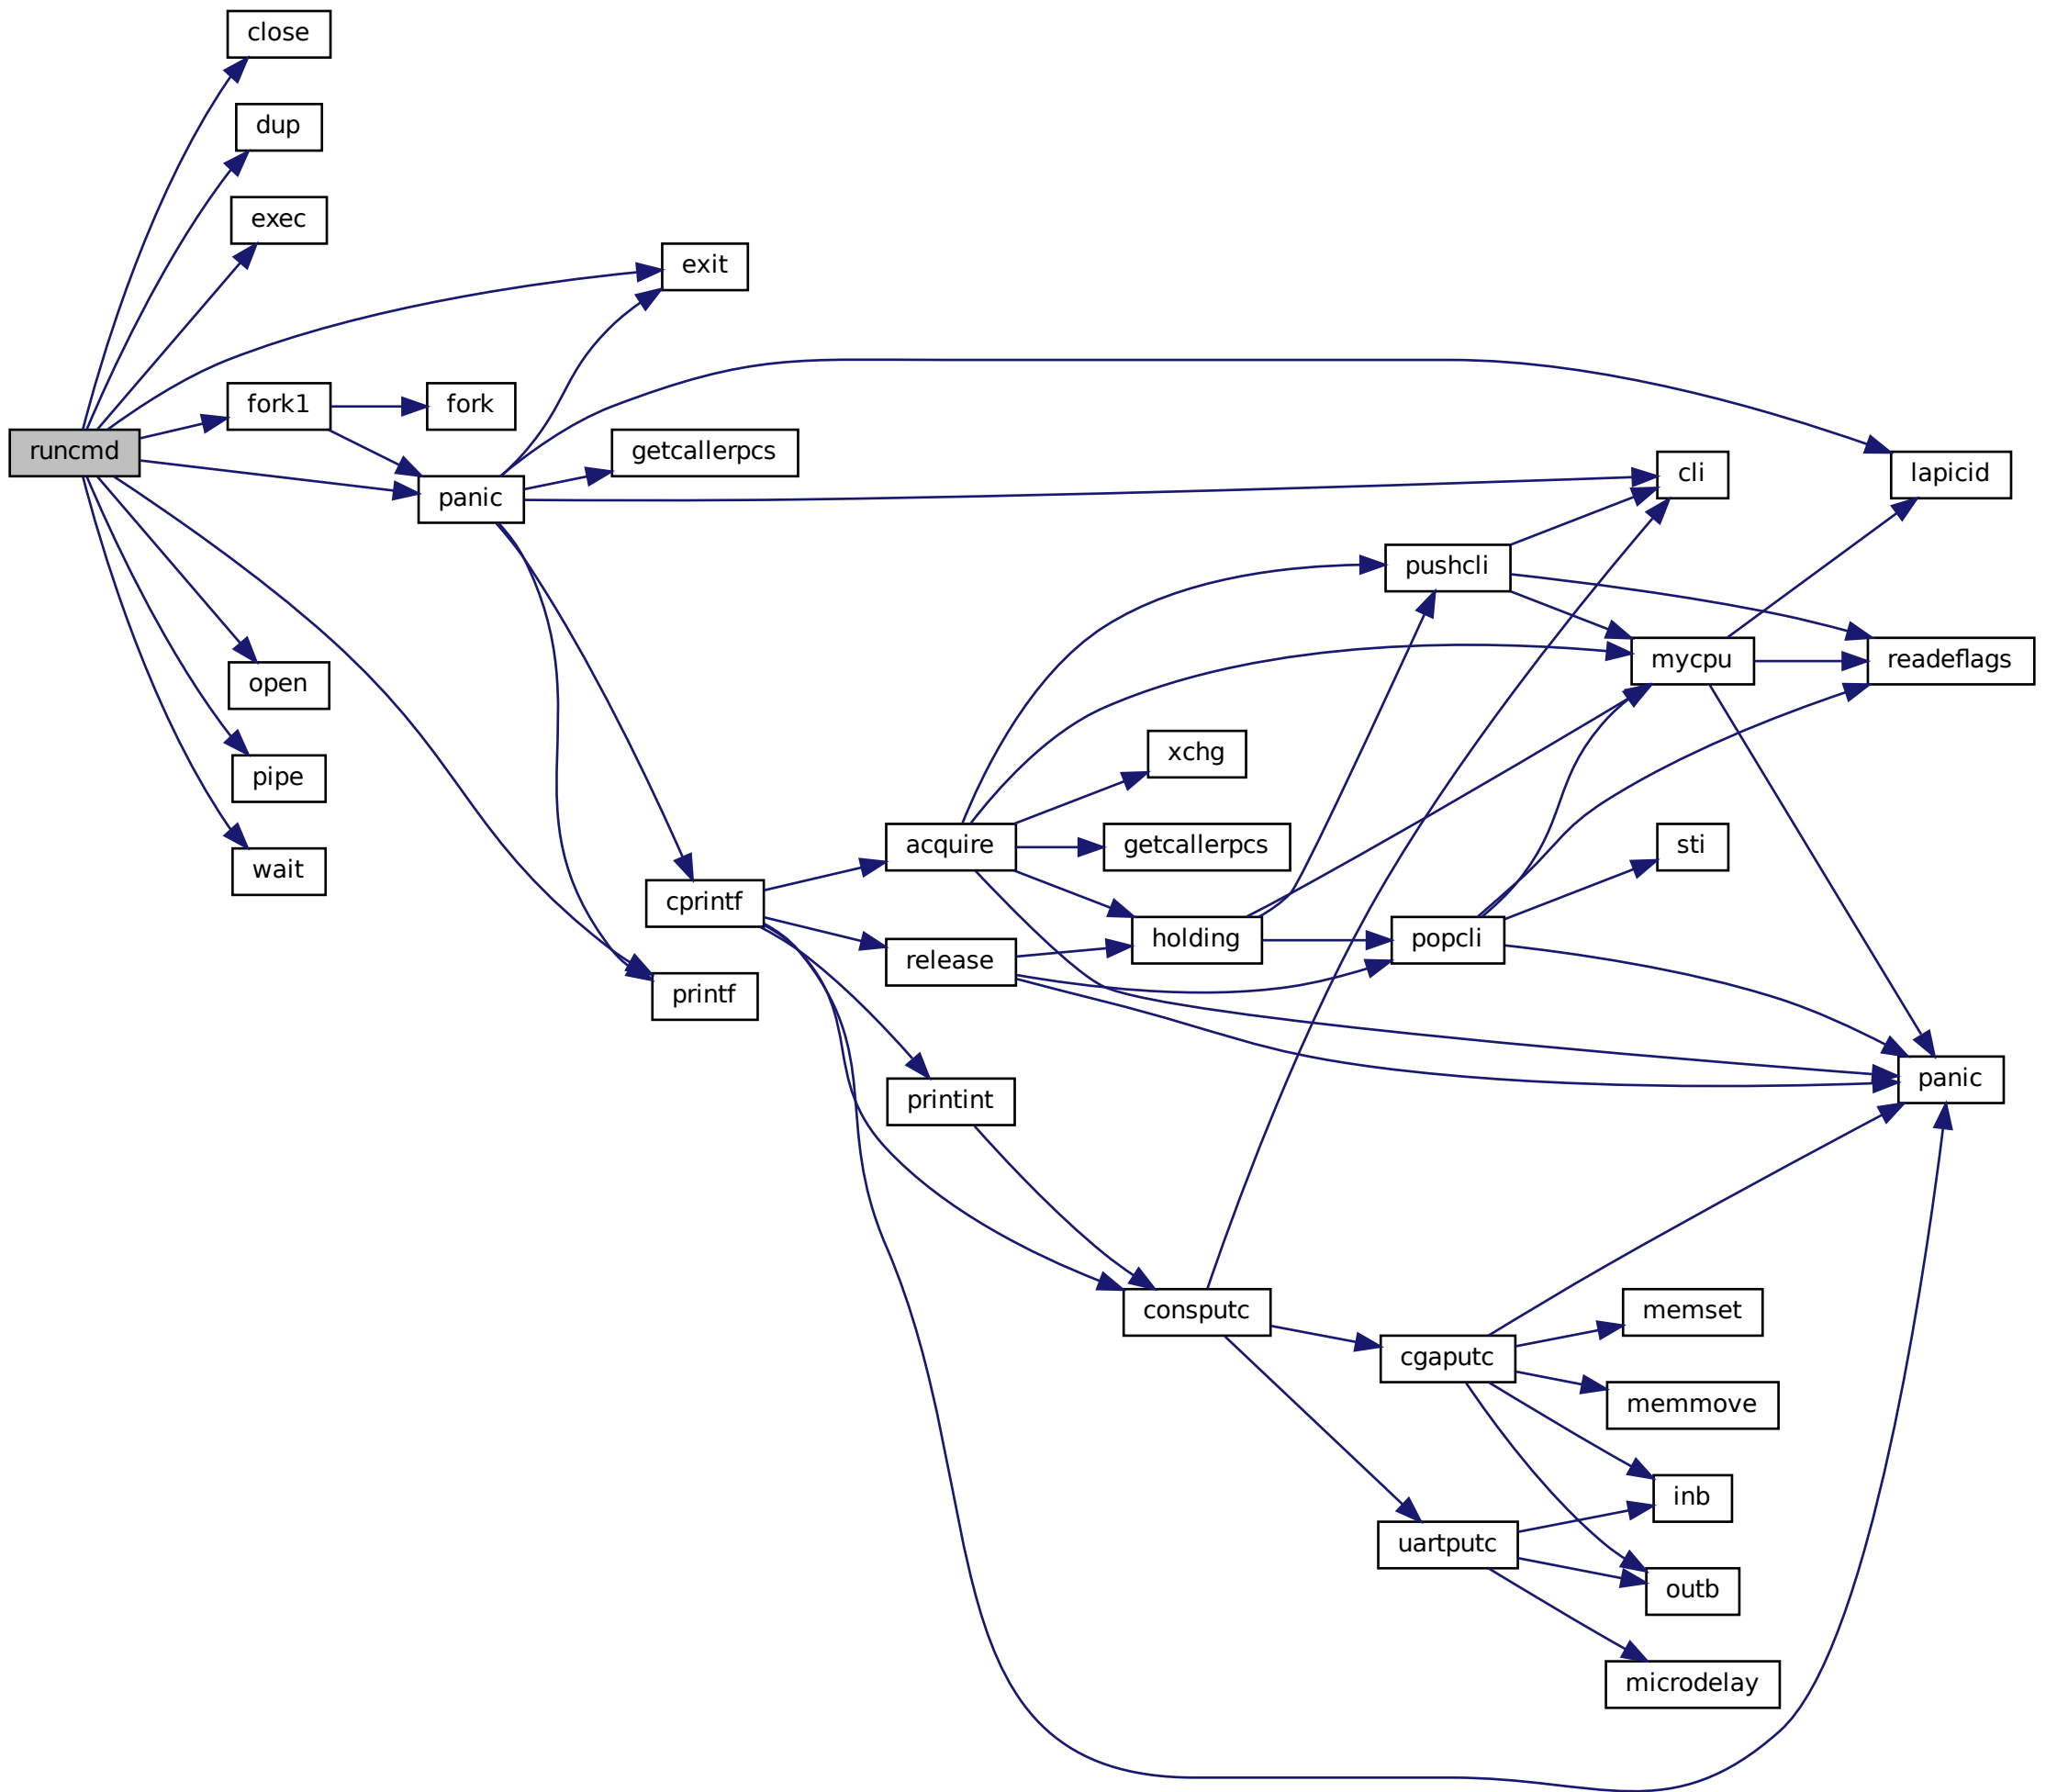 close
dup
exec
exit
fork1
fork
runcmd
getcallerpcs
cli
lapicid
panic
pushcli
open
mycpu
readeflags
pipe
xchg
wait
acquire
getcallerpcs
sti
cprintf
holding
popcli
release
printf
printint
panic
consputc
memset
cgaputc
memmove
inb
uartputc
outb
microdelay